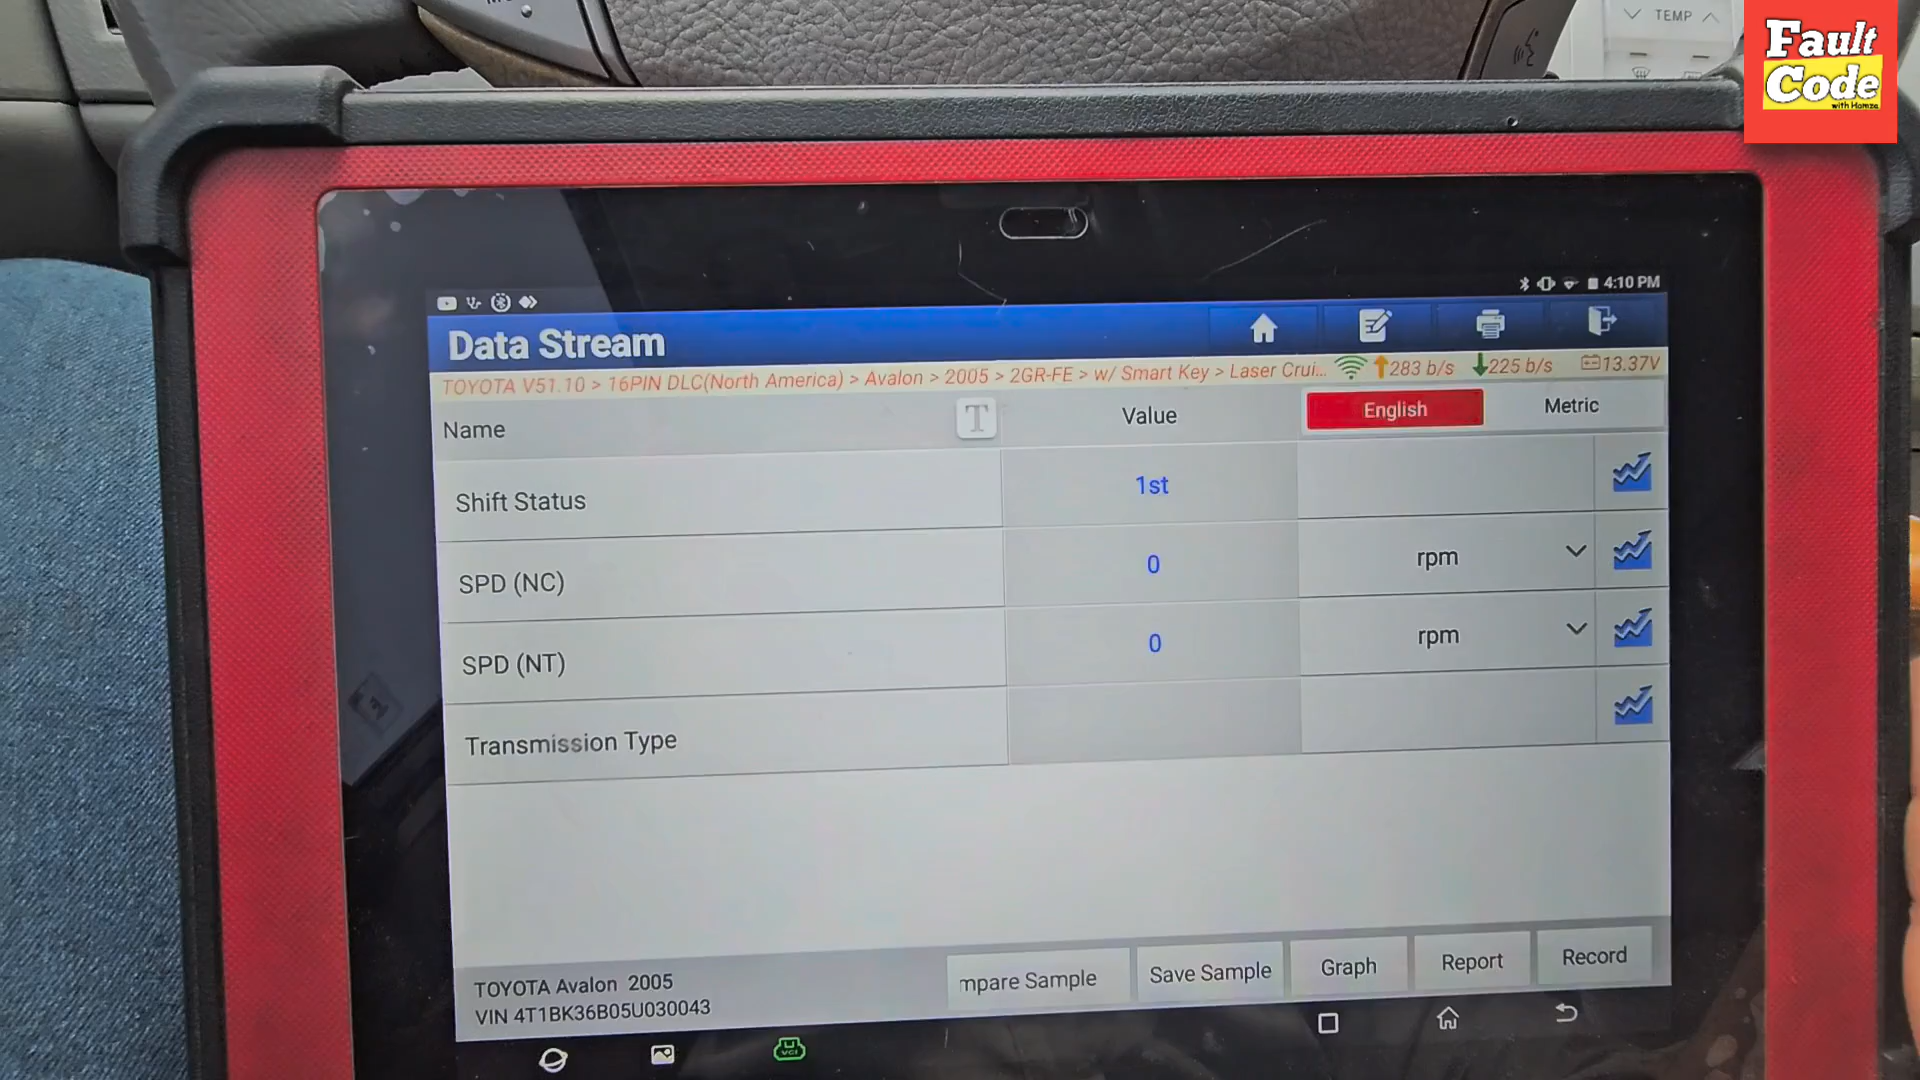 TEMP
Fault
Code
with Hamza
4:10 PM
Data Stream
TOYOTA V51.10 > 16PIN DLC(North America) > Avalon > 2005 > 2GR-FE > w/ Smart Key > Laser Crui...
283 b/s
225 b/s
13.37V
Name
T
Value
English
Metric
Shift Status
1st
SPD (NC)
0
rpm
SPD (NT)
0
rpm
Transmission Type
TOYOTA Avalon 2005
VIN 4T1BK36B05U030043
mpare Sample
Save Sample
Graph
Report
Record
VCI